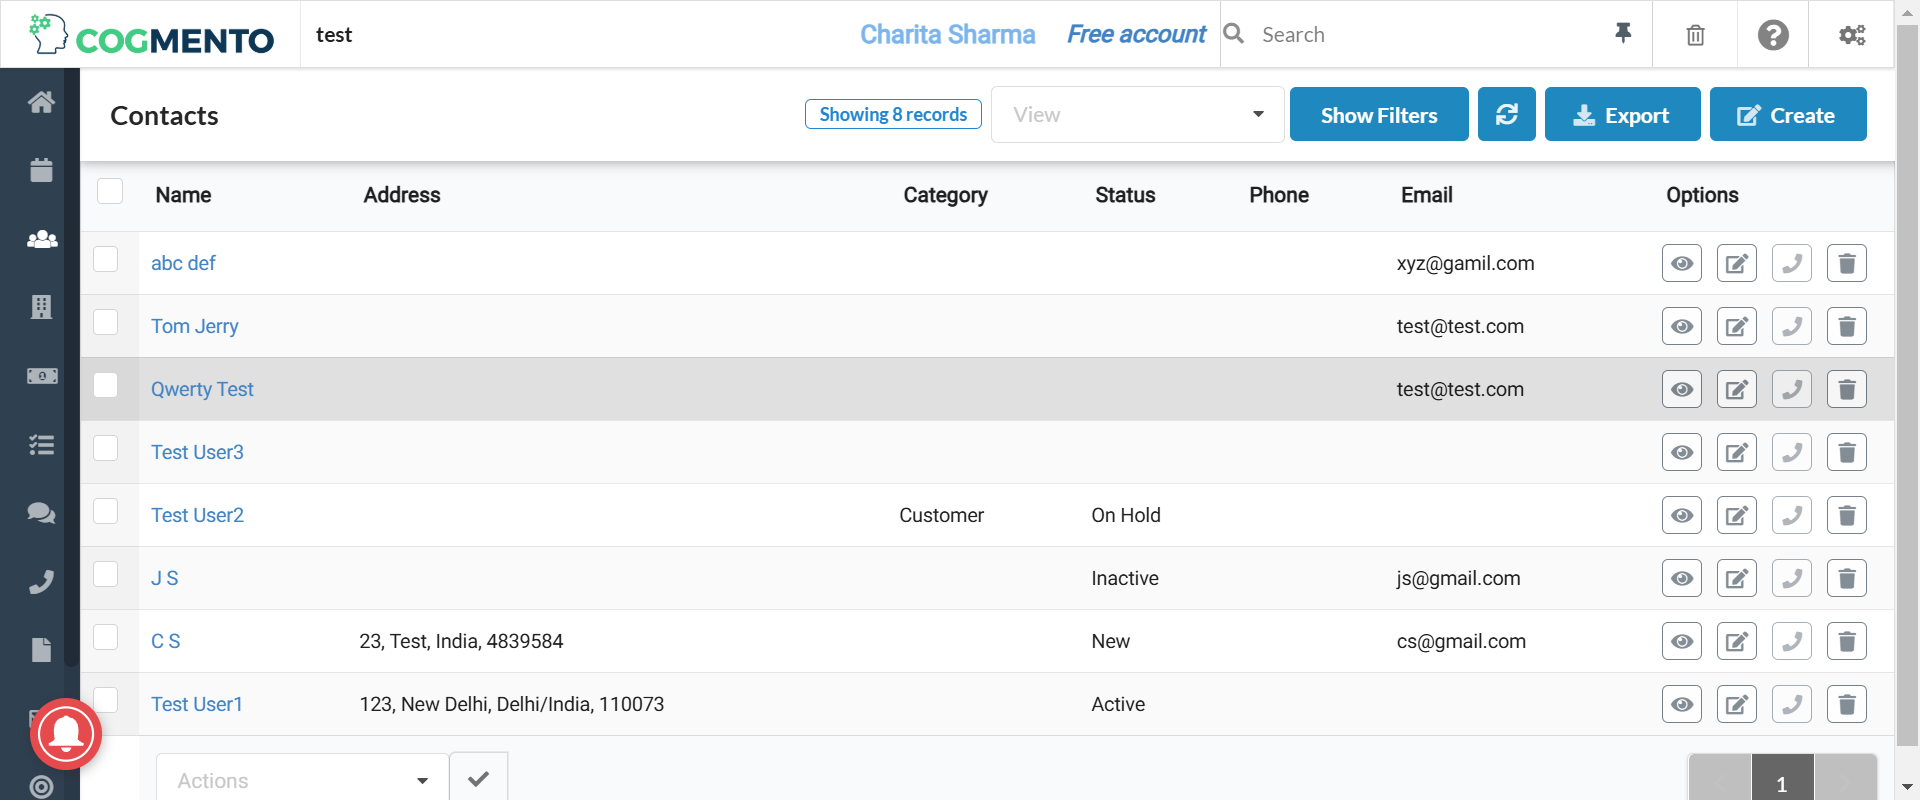 COGMENTO test Charita Sharma Free account Search
Contacts Showing 8 records View Show Filters Export Create
Name Address Category Status Phone Email Options
abc def xyz@gamil.com
Tom Jerry test@test.com
Qwerty Test test@test.com
Test User3
Test User2 Customer On Hold
J S Inactive js@gmail.com
C S 23, Test, India, 4839584 New cs@gmail.com
Test User1 123, New Delhi, Delhi/India, 110073 Active
Actions 1